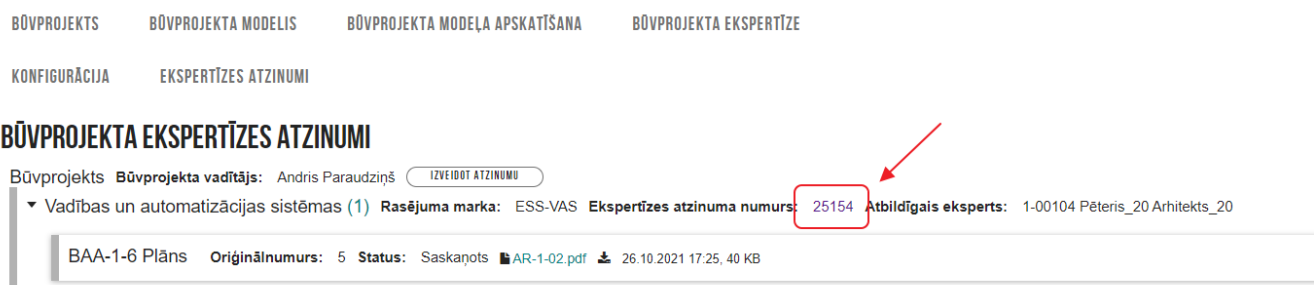 BŪVPROJEKTS BŪVPROJEKTA MODELIS BŪVPROJEKTA MODEĻA APSKATĪŠANA BŪVPROJEKTA EKSPERTĪZE
KONFIGURĀCIJA EKSPERTĪZES ATZINUMI
BŪVPROJEKTA EKSPERTĪZES ATZINUMI
Būvprojekts Būvprojekta vadītājs: Andris Paraudziņš IZVEIDOT ATZINUMU
Vadības un automatizācijas sistēmas (1) Rasējuma marka: ESS-VAS Ekspertīzes atzinuma numurs: 25154 Atbildīgais eksperts: 1-00104 Pēteris_20 Arhitekts_20
BAA-1-6 Plāns Oriģinālnumurs: 5 Status: Saskaņots AR-1-02.pdf 26.10.2021 17:25, 40 KB